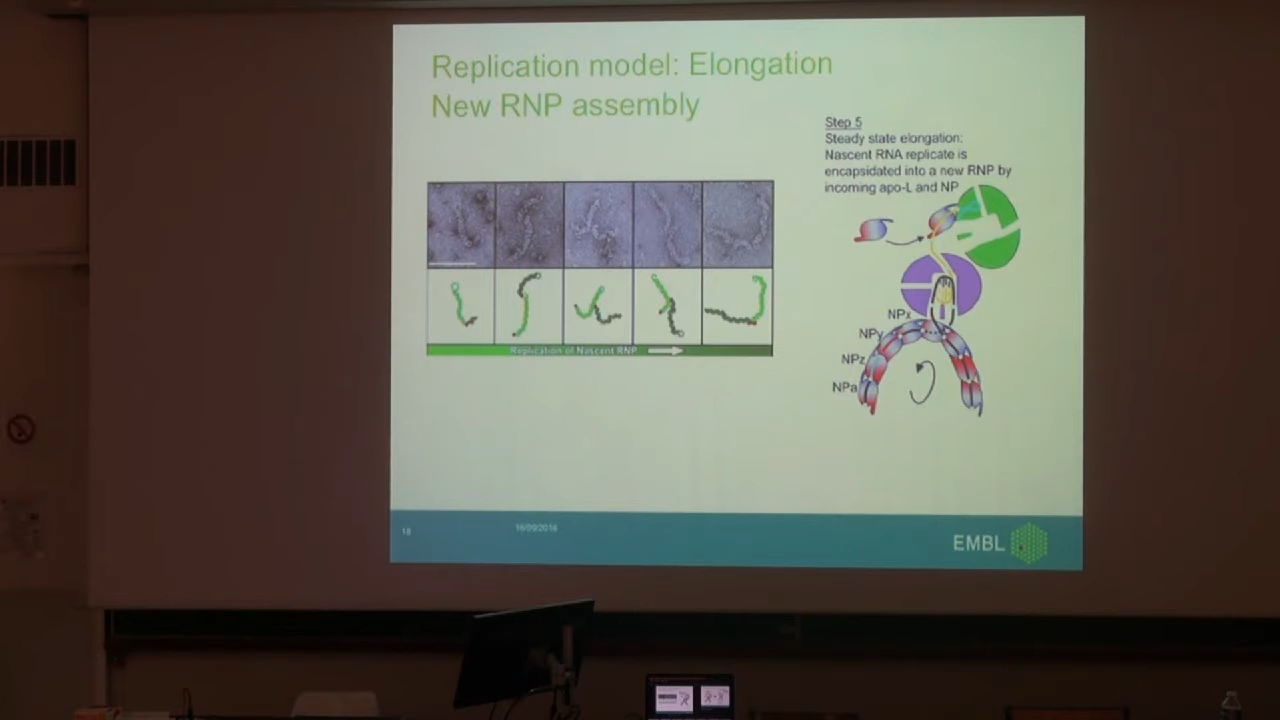 Replication model: Elongation
New RNP assembly
Step 5
Steady state elongation:
Nascent RNA replicate is
encapsidated into a new RNP by
incoming apo-L and NP
NPx
NPy
NPz
NPa
Replication of Nascent RNP
18
16/09/2016
EMBL